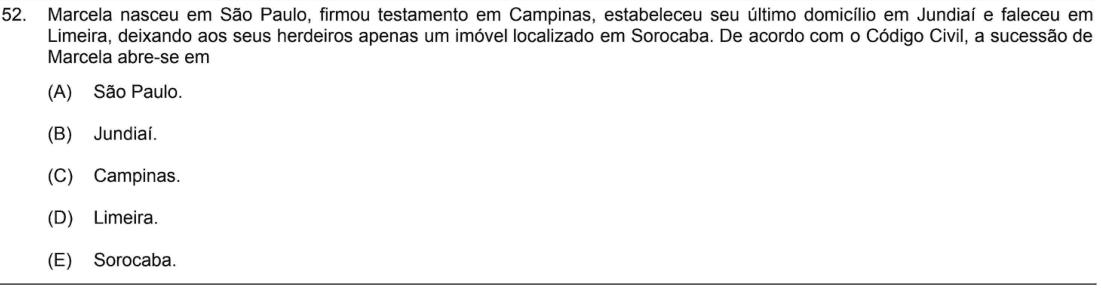 52. Marcela nasceu em São Paulo, firmou testamento em Campinas, estabeleceu seu último domicílio em Jundiaí e faleceu em
Limeira, deixando aos seus herdeiros apenas um imóvel localizado em Sorocaba. De acordo com o Código Civil, a sucessão de
Marcela abre-se em
(A) São Paulo.
(B) Jundiaí.
(C) Campinas.
(D) Limeira.
(E) Sorocaba.